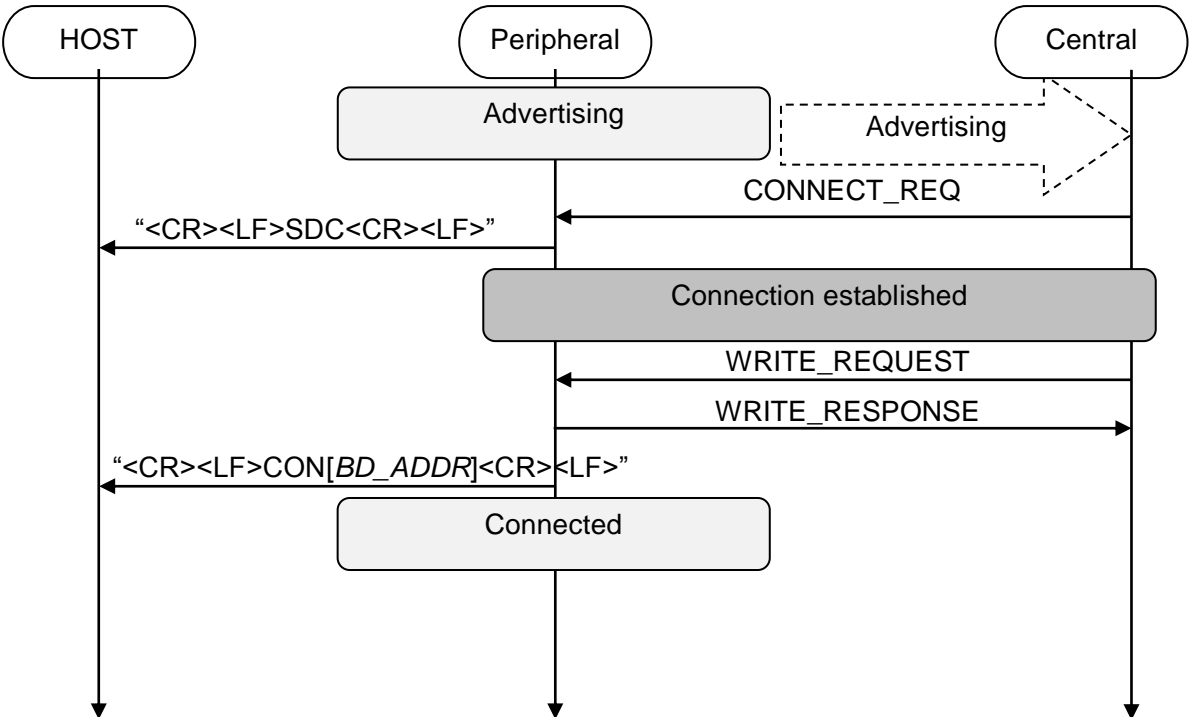 HOST
Peripheral
Central
Advertising
Advertising
CONNECT_REQ
“<CR><LF>SDC<CR><LF>”
Connection established
WRITE_REQUEST
WRITE_RESPONSE
“<CR><LF>CON[BD_ADDR]<CR><LF>”
Connected